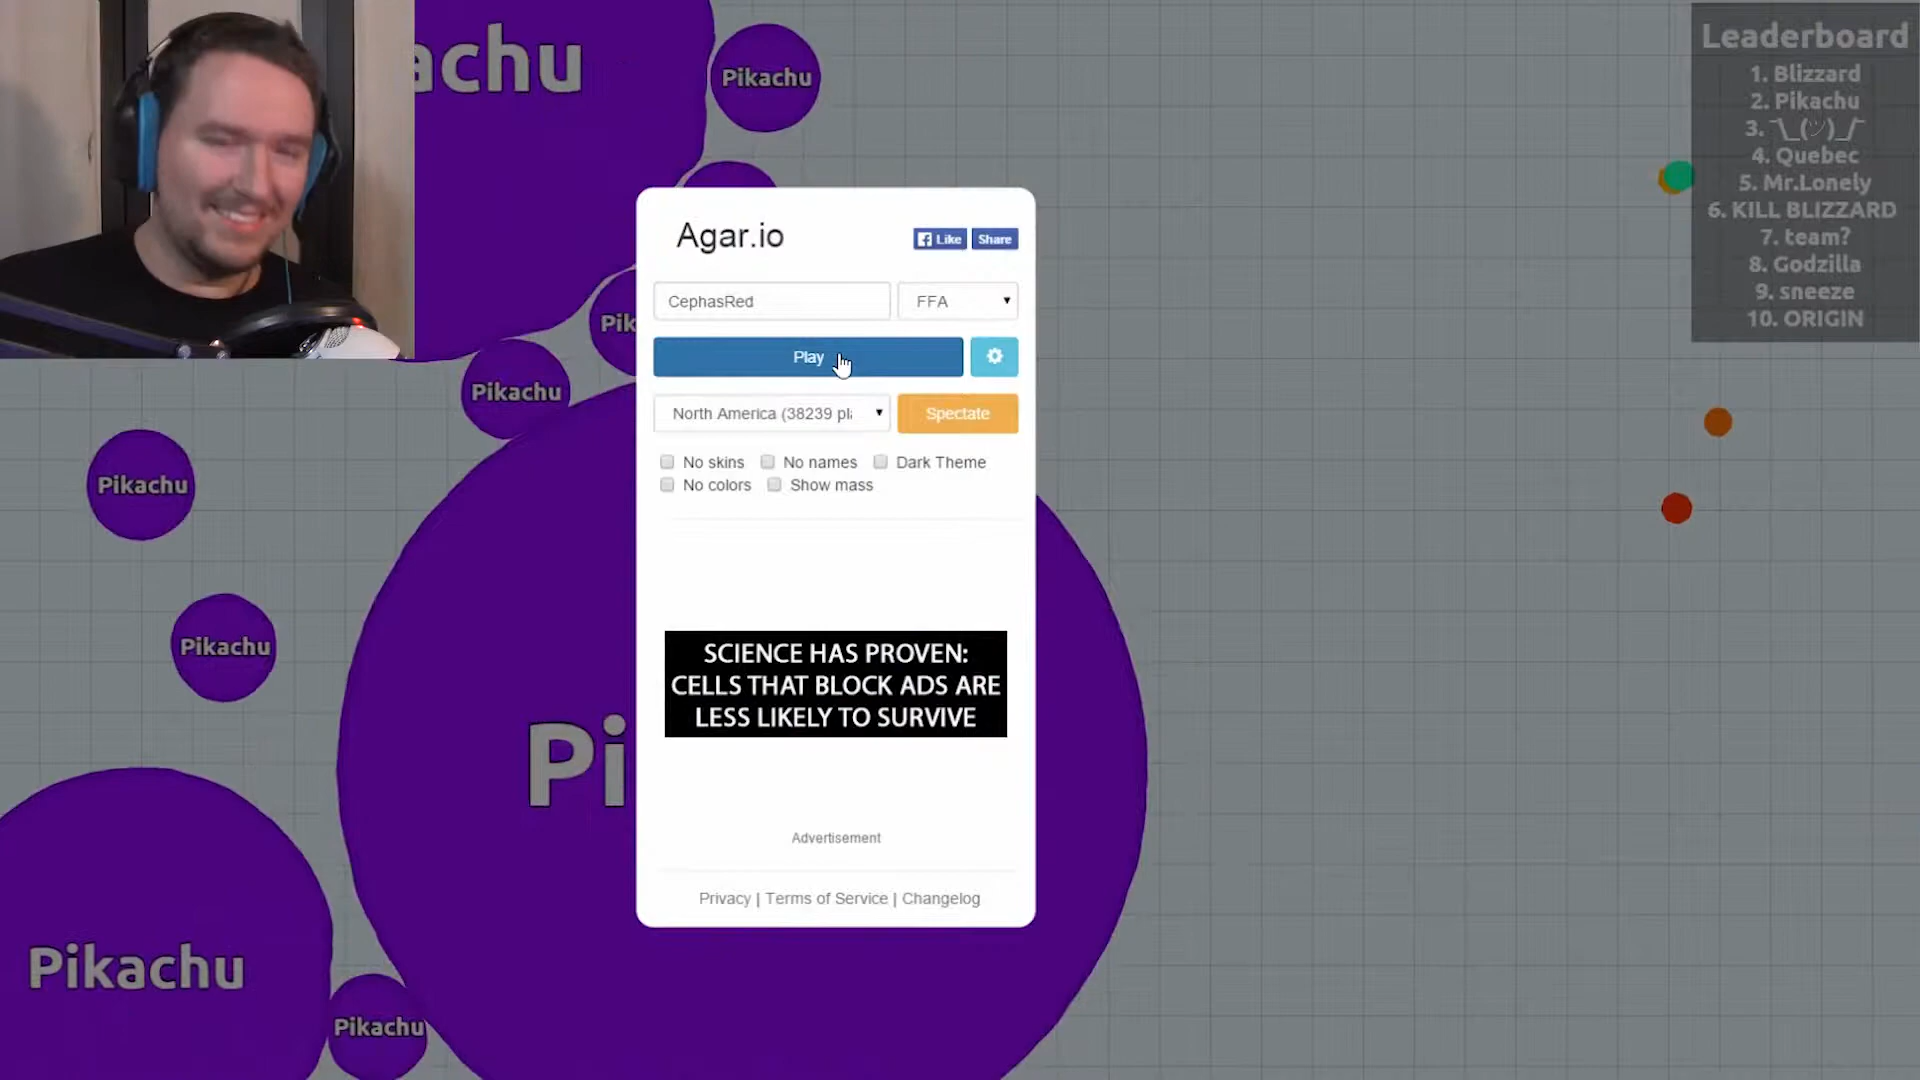 achu
Pikachu
Leaderboard
1. Blizzard
2. Pikachu
3. ¯\_(ツ)_/¯
4. Quebec
5. Mr.Lonely
6. KILL BLIZZARD
7. team?
8. Godzilla
9. sneeze
10. ORIGIN
Agar.io
Like
Share
CephasRed
FFA
Pik
Play
Pikachu
North America (38239 pla
Spectate
No skins
No names
Dark Theme
No colors
Show mass
Pikachu
Pikachu
SCIENCE HAS PROVEN:
CELLS THAT BLOCK ADS ARE
LESS LIKELY TO SURVIVE
Pi
Advertisement
Privacy | Terms of Service | Changelog
Pikachu
Pikachu